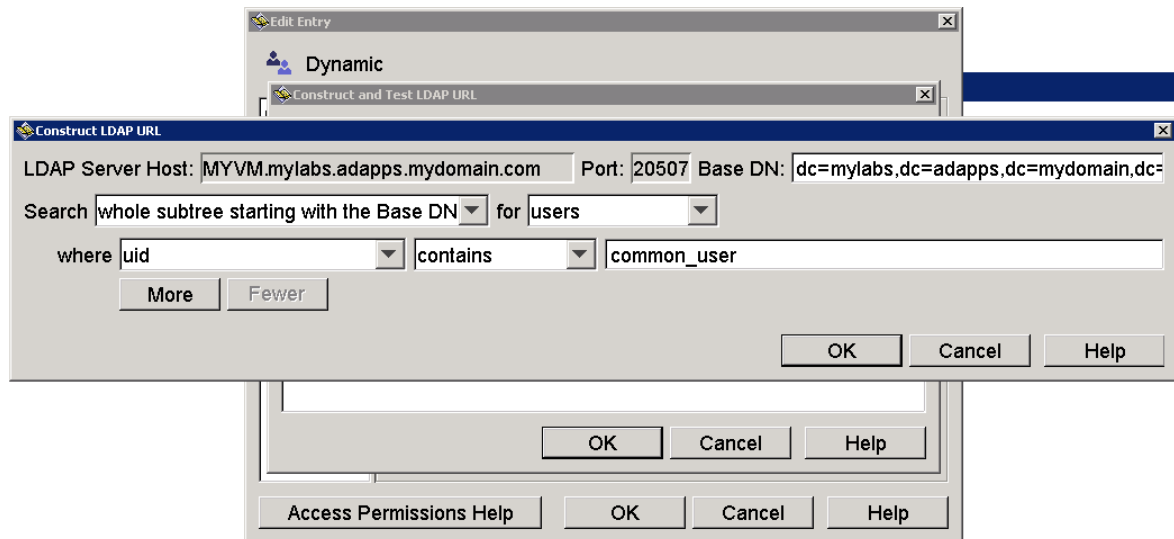 Edit Entry
Dynamic
Construct and Test LDAP URL
Construct LDAP URL
LDAP Server Host: MYVM.mylabs.adapps.mydomain.com Port: 20507 Base DN: dc=mylabs,dc=adapps,dc=mydomain,dc=
Search whole subtree starting with the Base DN for users
where uid contains common_user
More Fewer
OK Cancel Help
OK Cancel Help
Access Permissions Help OK Cancel Help